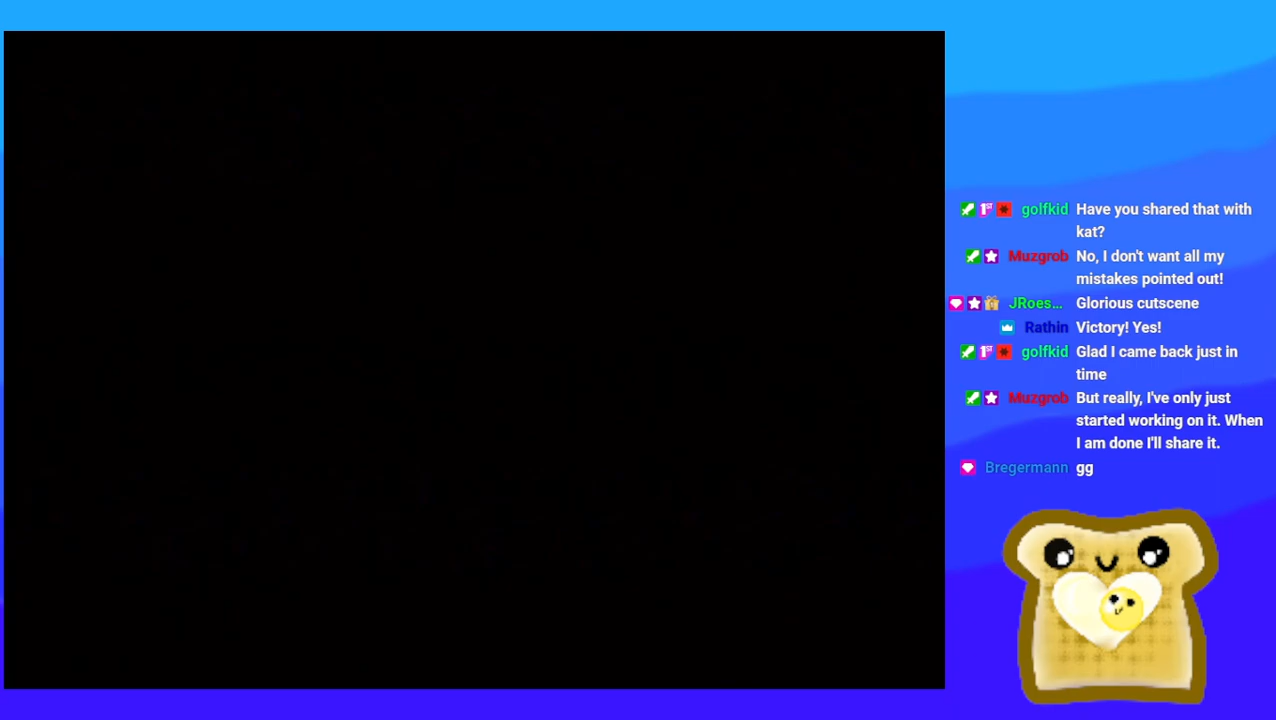 golfkid Have you shared that with
kat?
Muzgrob No, I don't want all my
mistakes pointed out!
JRoes... Glorious cutscene
Rathin Victory! Yes!
golfkid Glad I came back just in
time
Muzgrob But really, I've only just
started working on it. When
I am done I'll share it.
Bregermann gg